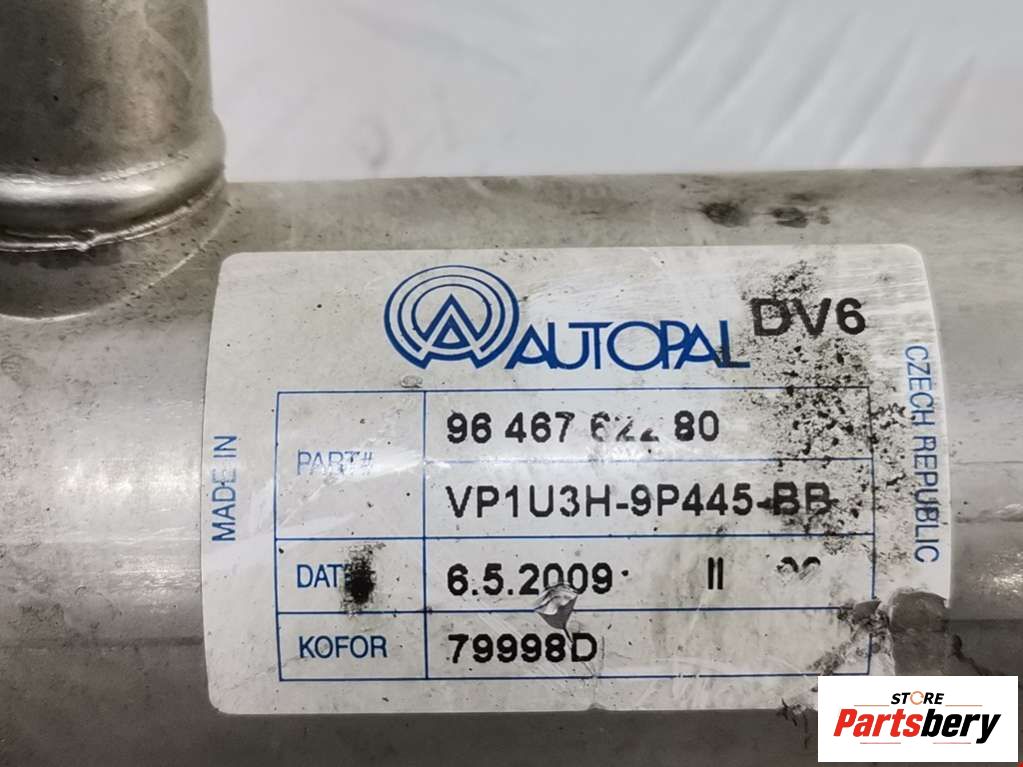 AUTOPAL
DV6
MADE IN
CZECH REPUBLIC
PART#
96 467 622 80
VP1U3H-9P445-BB
DATE
6.5.2009 II
KOFOR
79998D
STORE
Partsbery